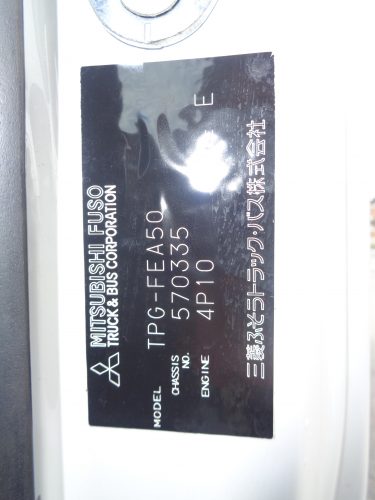 MITSUBISHI FUSO
TRUCK & BUS CORPORATION
MODEL TPG-FEA50
CHASSIS NO. 570335
ENGINE 4P10 E
三菱ふそうトラック・バス株式会社